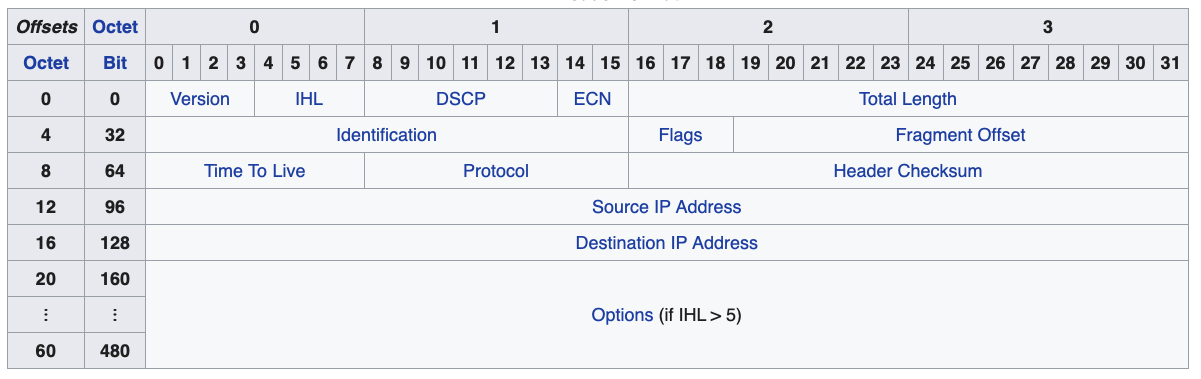 Offsets Octet 0 1 2 3
Octet Bit 0 1 2 3 4 5 6 7 8 9 10 11 12 13 14 15 16 17 18 19 20 21 22 23 24 25 26 27 28 29 30 31
0 0 Version IHL DSCP ECN Total Length
4 32 Identification Flags Fragment Offset
8 64 Time To Live Protocol Header Checksum
12 96 Source IP Address
16 128 Destination IP Address
20 160
⋮ ⋮ Options (if IHL > 5)
60 480